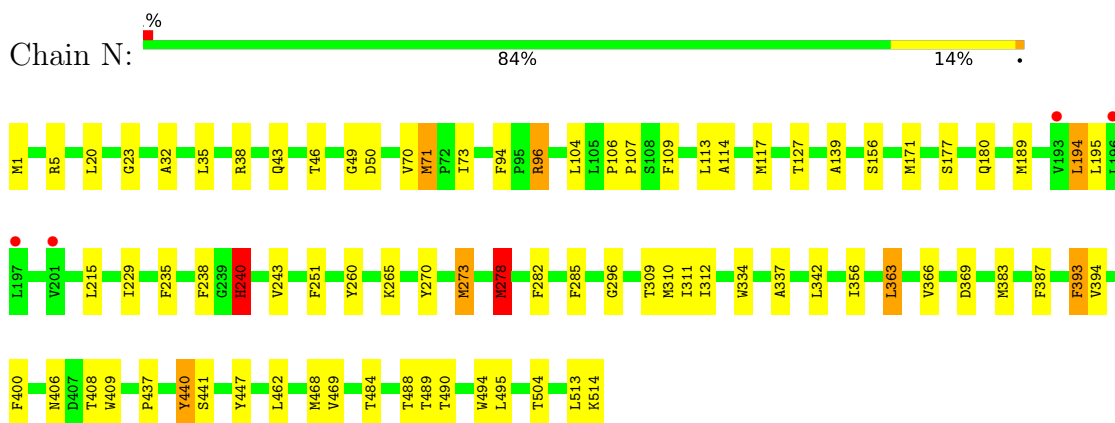 .%
Chain N:
84% 14% •
M1 R5 L20 G23 A32 L35 R38 Q43 T46 G49 D50 V70 M71 P72 I73 F94 P95 R96 L104 L105 P106 P107 S108 F109 L113 A114 M117 T127 A139 S156 M171 S177 Q180 M189 V193 L194 L195 L196
L197 V201 L215 I229 F235 F238 G239 H240 V243 F251 Y260 K265 Y270 M273 M278 F282 F285 G296 T309 M310 I311 I312 W334 A337 L342 I356 L363 V366 D369 M383 F387 F393 V394
F400 N406 D407 T408 W409 P437 Y440 S441 Y447 L462 M468 V469 T484 T488 T489 T490 W494 L495 T504 L513 K514